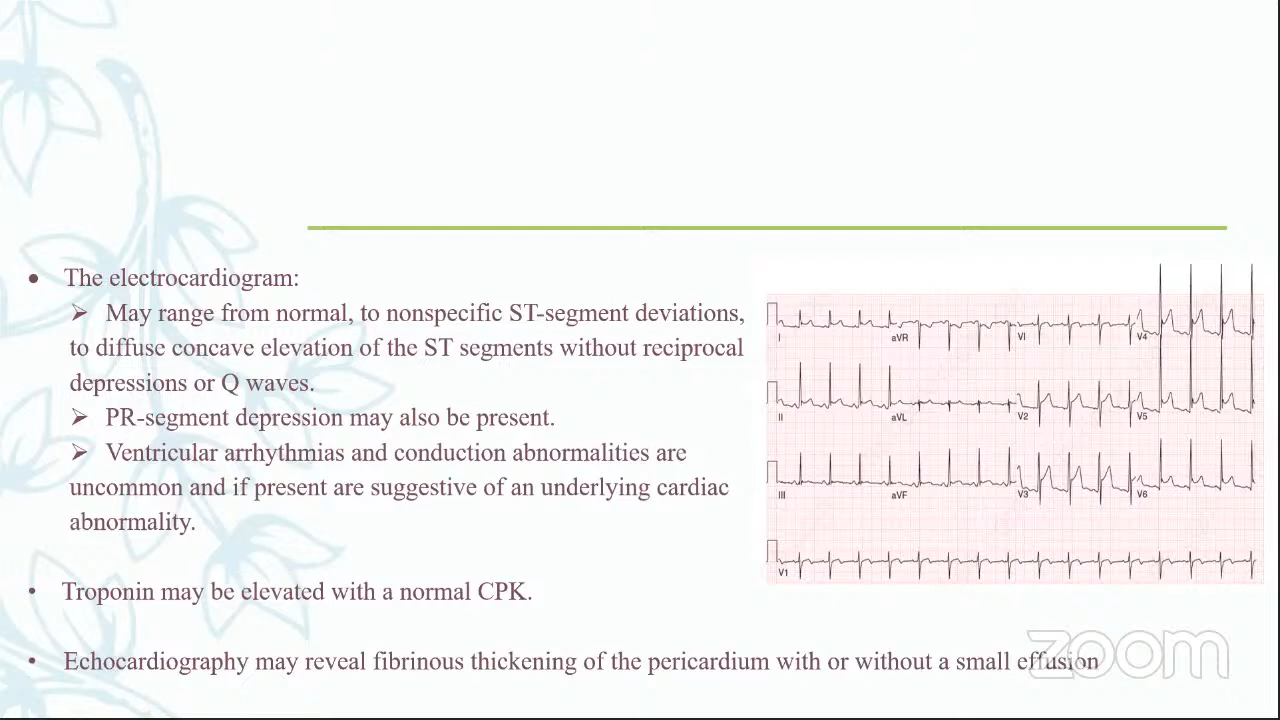 The electrocardiogram:
May range from normal, to nonspecific ST-segment deviations,
to diffuse concave elevation of the ST segments without reciprocal
depressions or Q waves.
PR-segment depression may also be present.
Ventricular arrhythmias and conduction abnormalities are
uncommon and if present are suggestive of an underlying cardiac
abnormality.
Troponin may be elevated with a normal CPK.
Echocardiography may reveal fibrinous thickening of the pericardium with or without a small effusion
I aVR V1 V4
II aVL V2 V5
III aVF V3 V6
V1
zoom